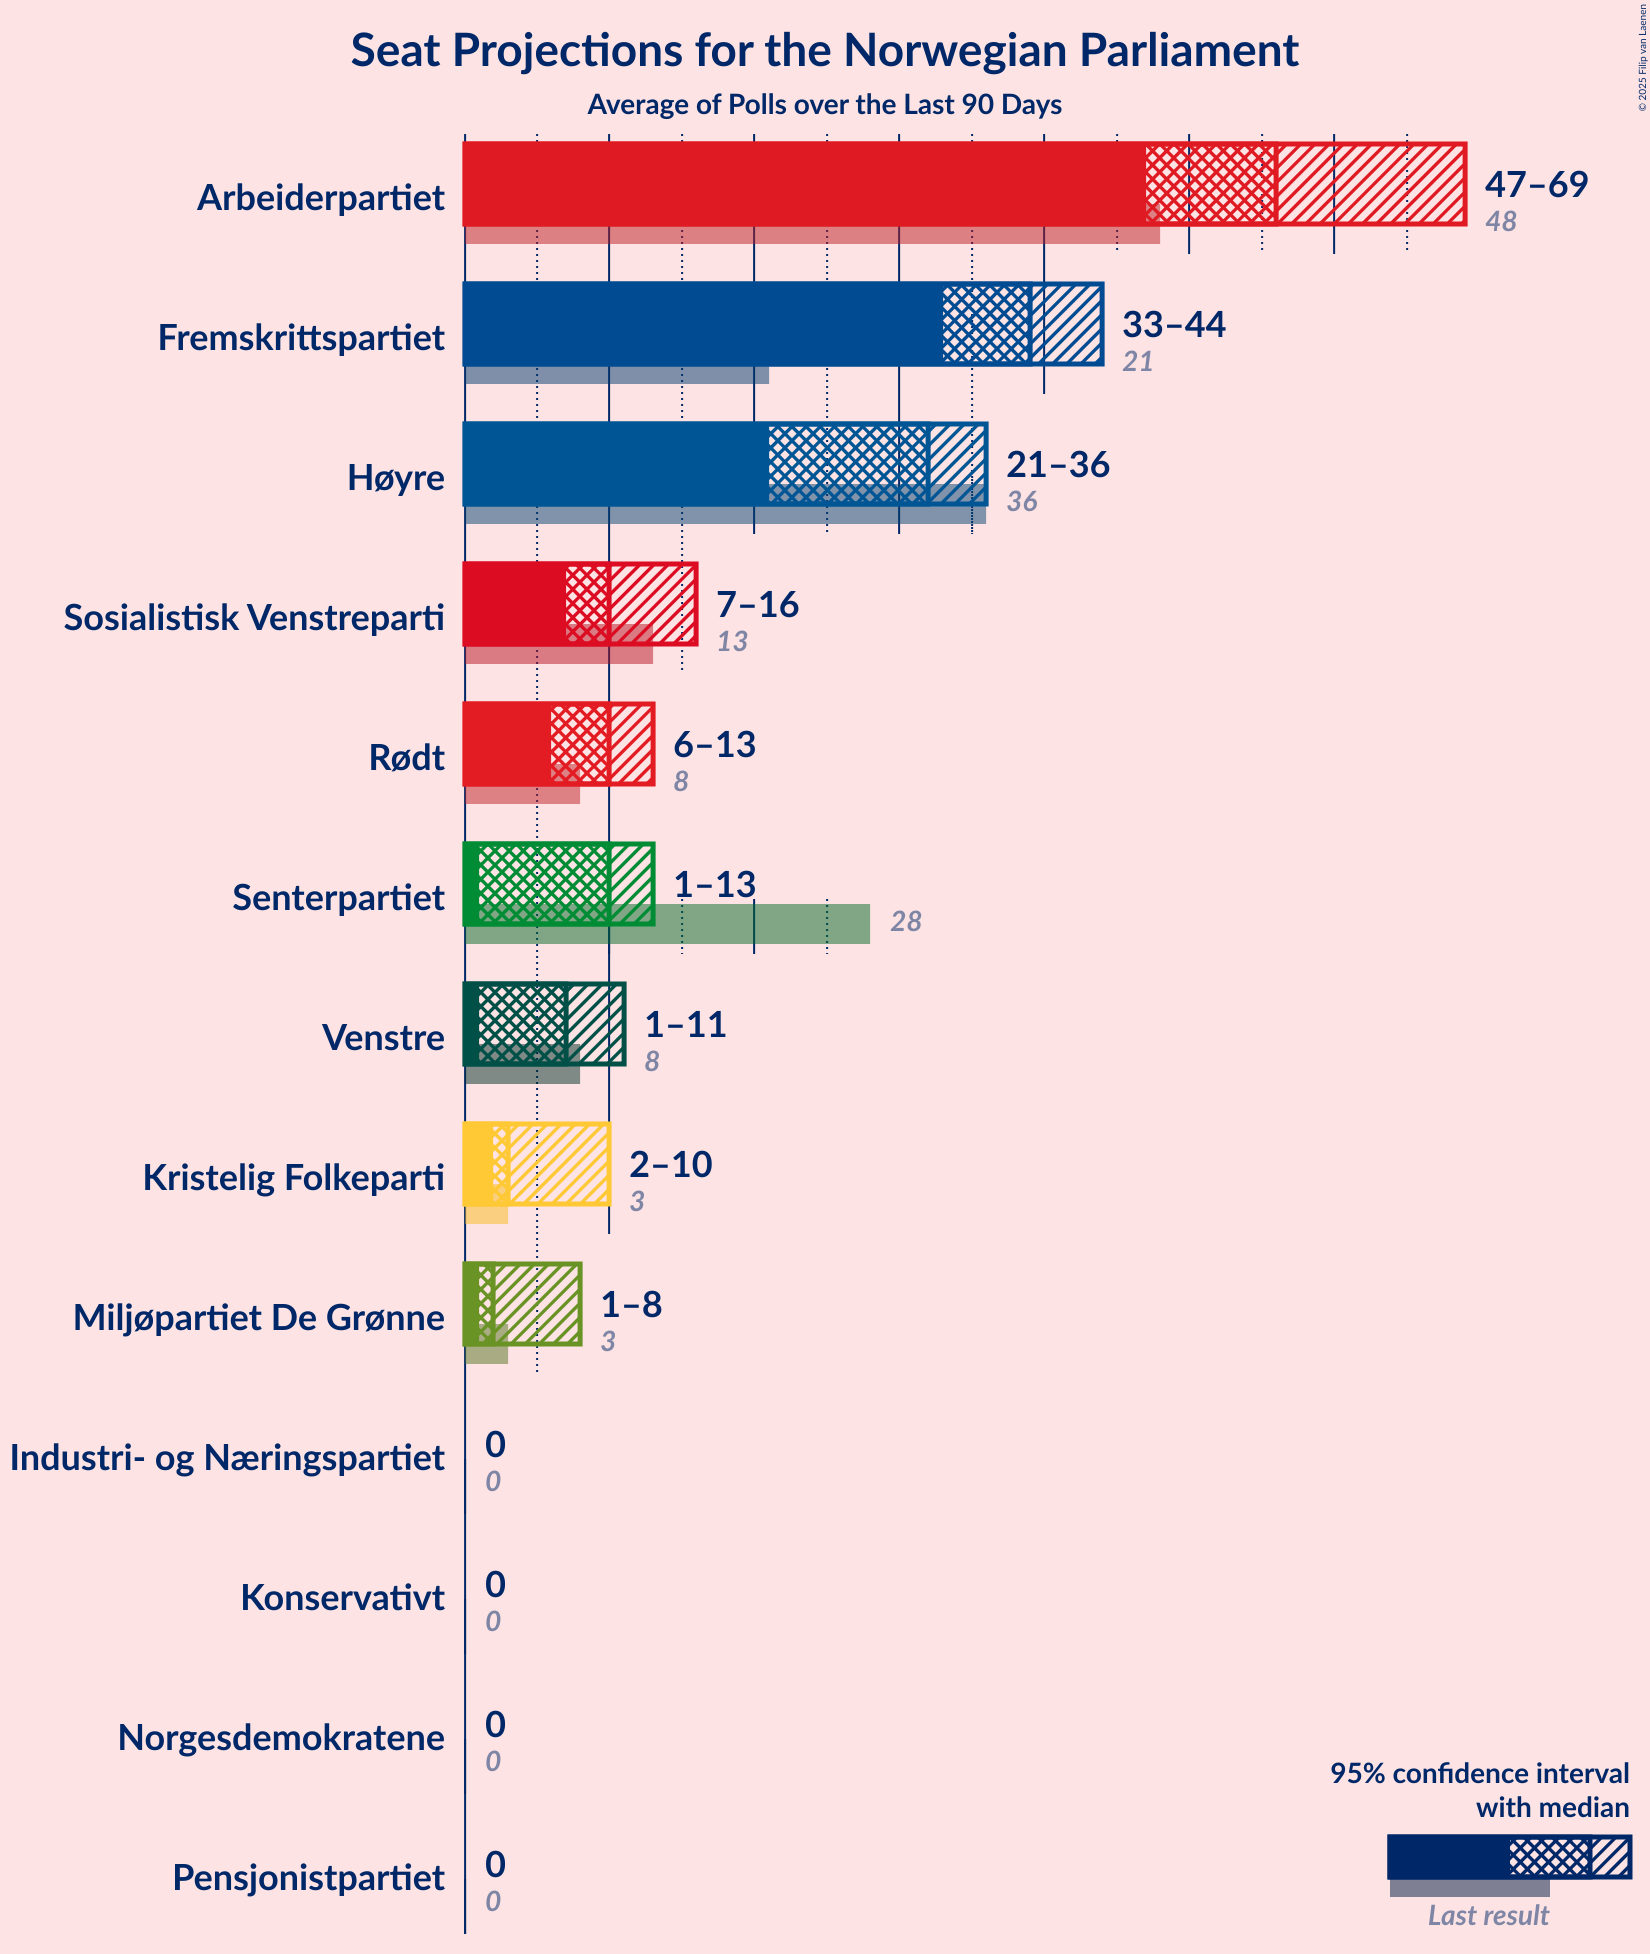 Seat Projections for the Norwegian Parliament
Average of Polls over the Last 90 Days
© 2025 Filip van Laenen
Arbeiderpartiet
47–69
48
Fremskrittspartiet
33–44
21
Høyre
21–36
36
Sosialistisk Venstreparti
7–16
13
Rødt
6–13
8
Senterpartiet
1–13
28
Venstre
1–11
8
Kristelig Folkeparti
2–10
3
Miljøpartiet De Grønne
1–8
3
Industri- og Næringspartiet
0
0
Konservativt
0
0
Norgesdemokratene
0
0
Pensjonistpartiet
0
0
95% confidence interval
with median
Last result